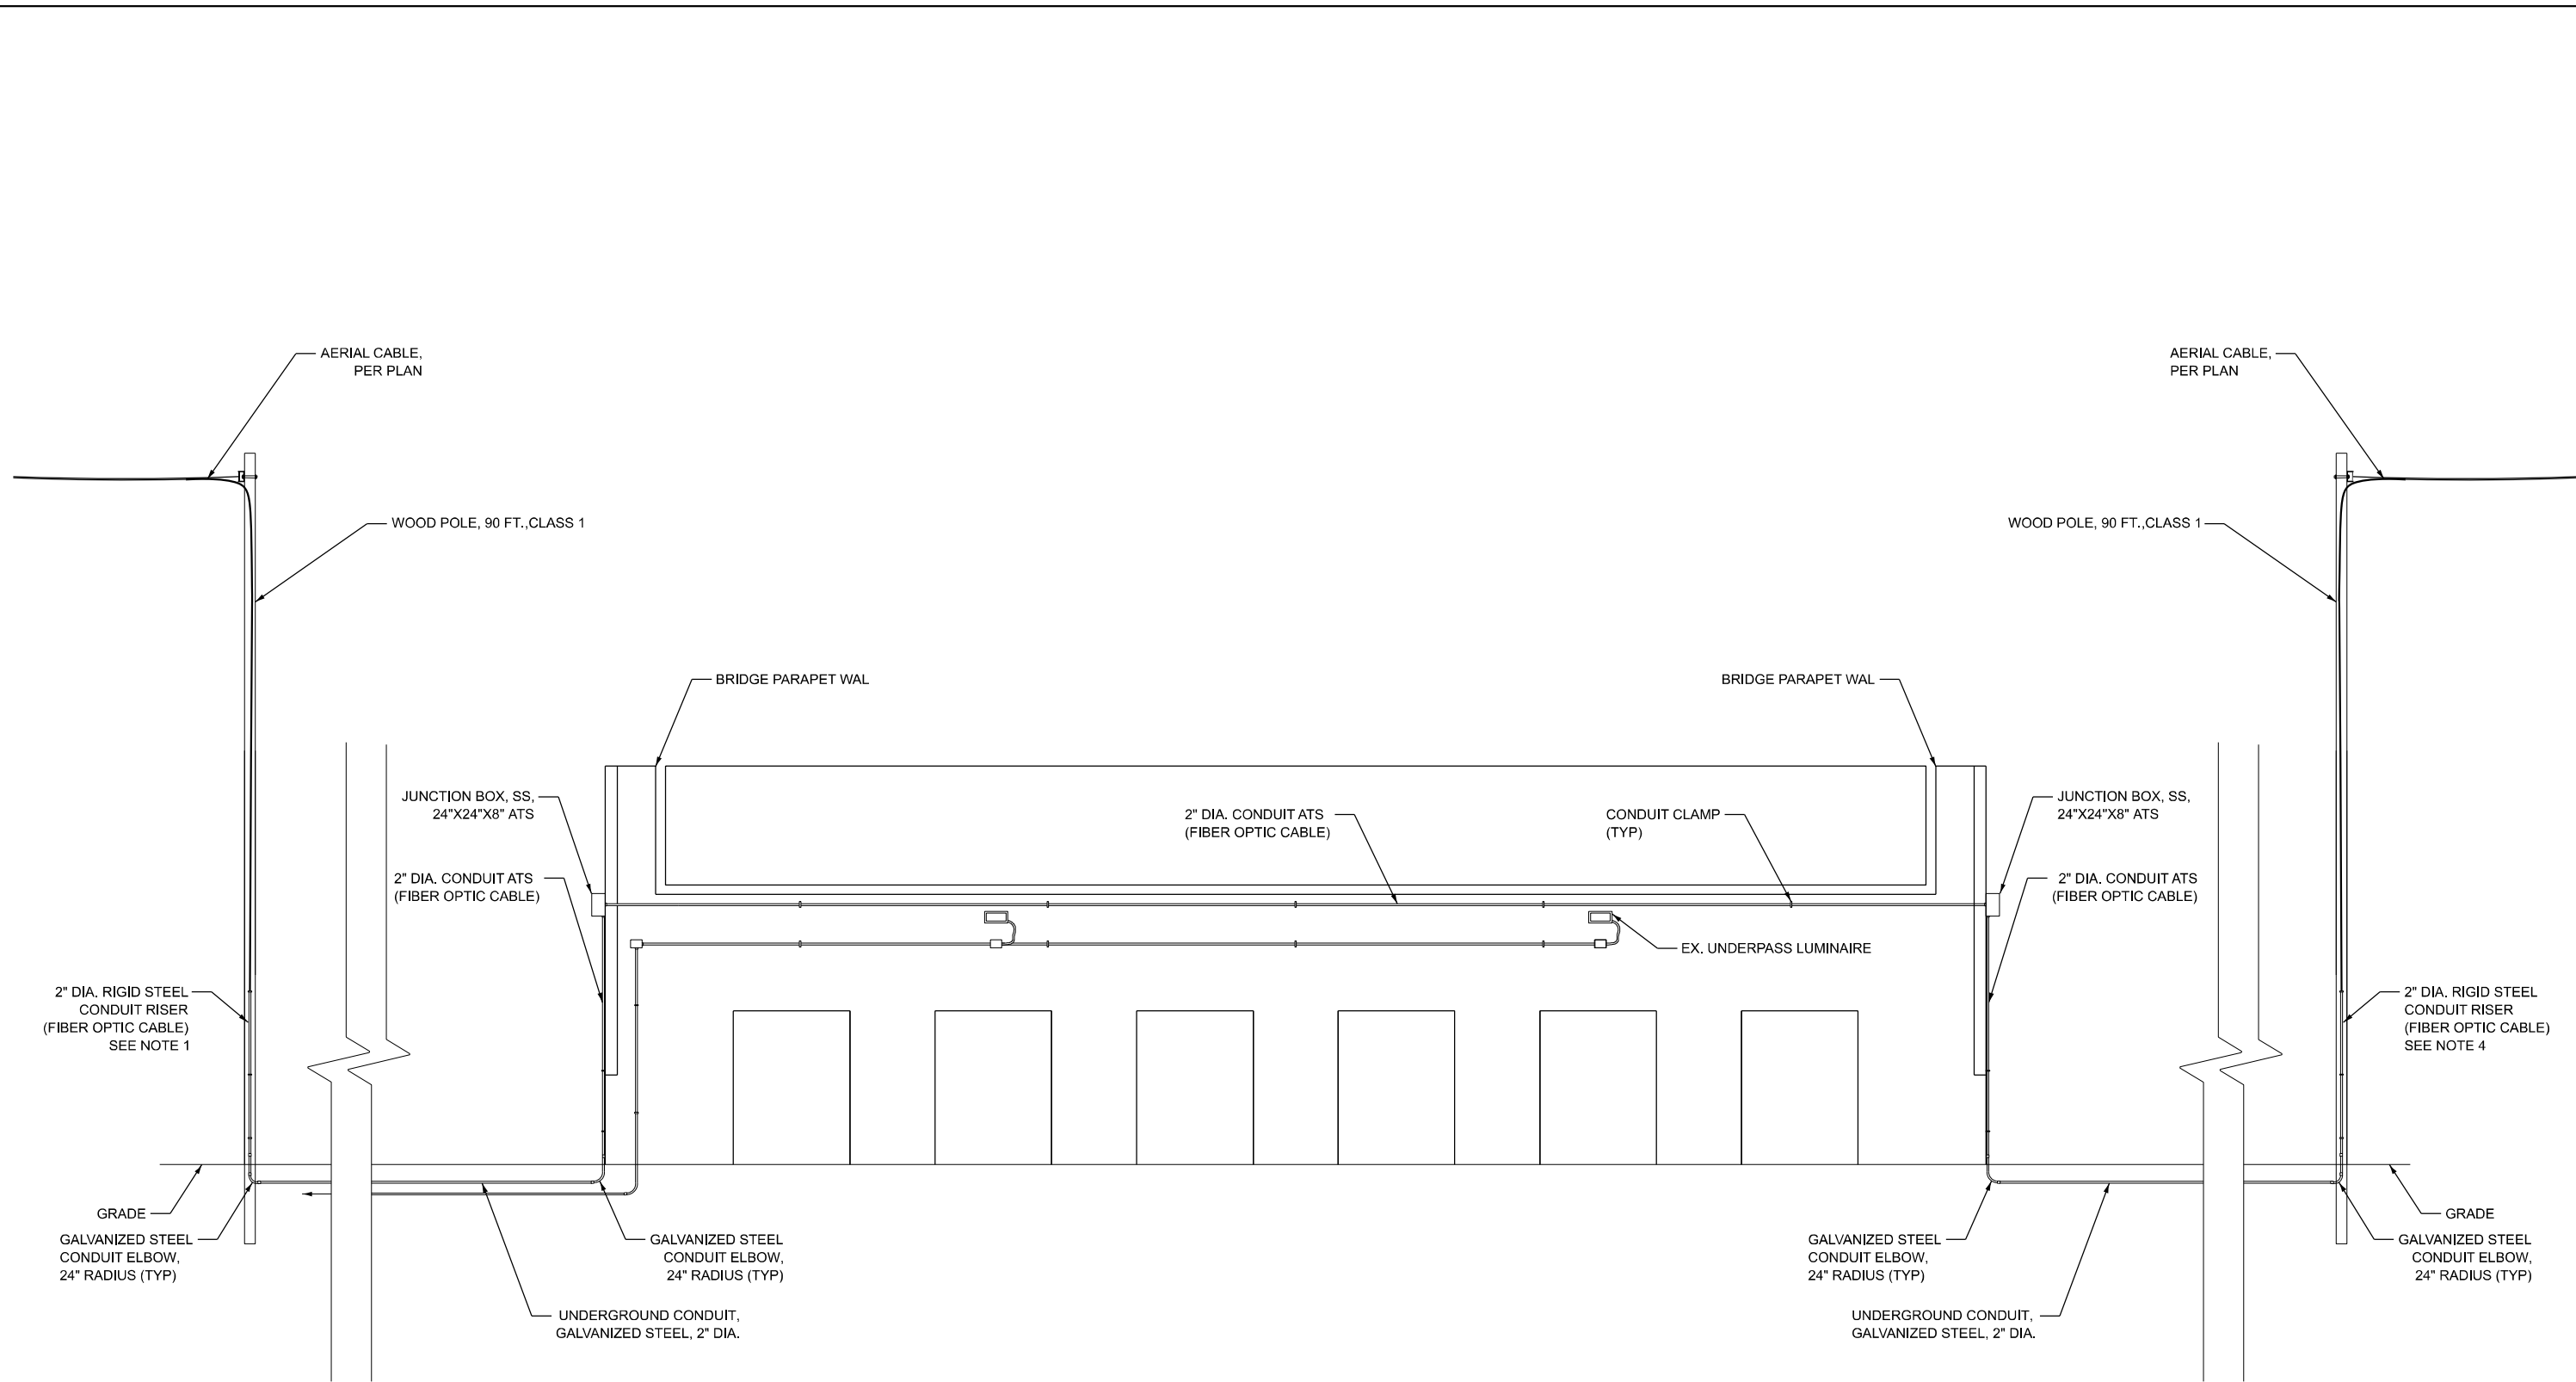 AERIAL CABLE,
PER PLAN
AERIAL CABLE,
PER PLAN
WOOD POLE, 90 FT.,CLASS 1
WOOD POLE, 90 FT.,CLASS 1
BRIDGE PARAPET WAL
BRIDGE PARAPET WAL
JUNCTION BOX, SS,
24"X24"X8" ATS
2" DIA. CONDUIT ATS
(FIBER OPTIC CABLE)
CONDUIT CLAMP
(TYP)
JUNCTION BOX, SS,
24"X24"X8" ATS
2" DIA. CONDUIT ATS
(FIBER OPTIC CABLE)
2" DIA. CONDUIT ATS
(FIBER OPTIC CABLE)
EX. UNDERPASS LUMINAIRE
2" DIA. RIGID STEEL
CONDUIT RISER
(FIBER OPTIC CABLE)
SEE NOTE 1
2" DIA. RIGID STEEL
CONDUIT RISER
(FIBER OPTIC CABLE)
SEE NOTE 4
GRADE
GRADE
GALVANIZED STEEL
CONDUIT ELBOW,
24" RADIUS (TYP)
GALVANIZED STEEL
CONDUIT ELBOW,
24" RADIUS (TYP)
GALVANIZED STEEL
CONDUIT ELBOW,
24" RADIUS (TYP)
GALVANIZED STEEL
CONDUIT ELBOW,
24" RADIUS (TYP)
UNDERGROUND CONDUIT,
GALVANIZED STEEL, 2" DIA.
UNDERGROUND CONDUIT,
GALVANIZED STEEL, 2" DIA.